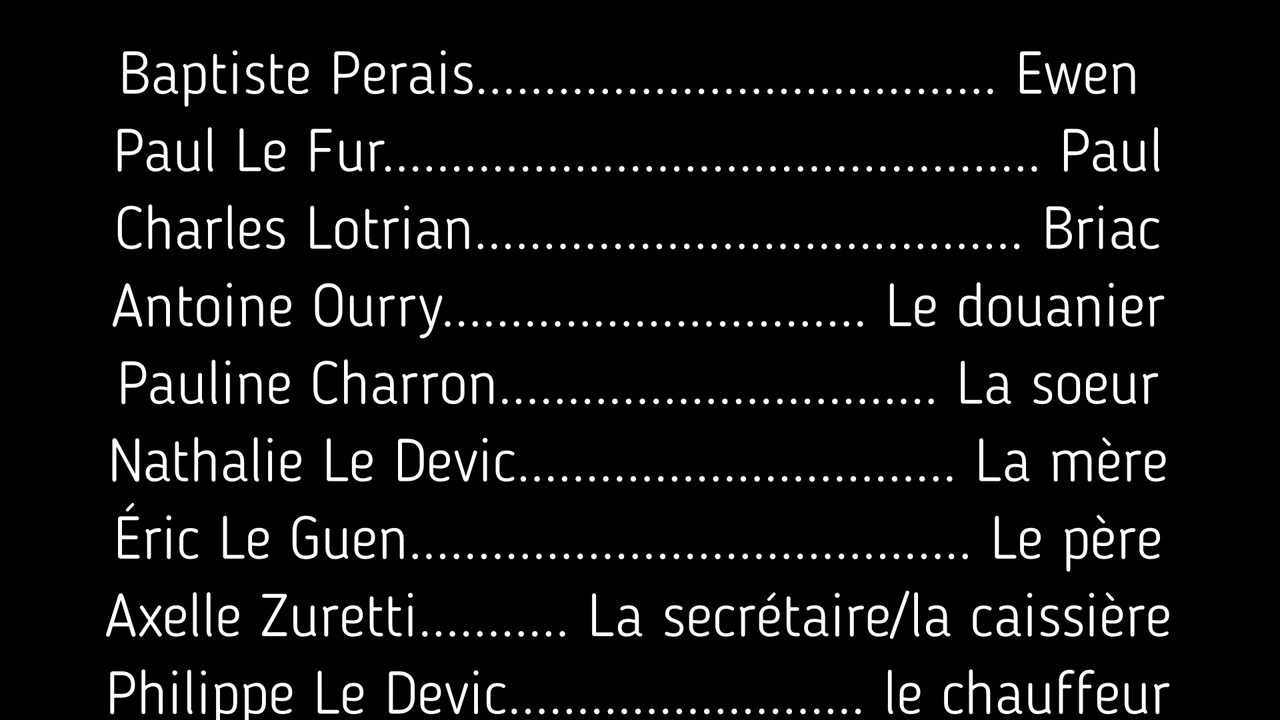 Baptiste Perais...................................... Ewen
Paul Le Fur................................................ Paul
Charles Lotrian........................................ Briac
Antoine Ourry............................... Le douanier
Pauline Charron................................ La soeur
Nathalie Le Devic................................ La mère
Éric Le Guen......................................... Le père
Axelle Zuretti........... La secrétaire/la caissière
Philippe Le Devic.......................... le chauffeur